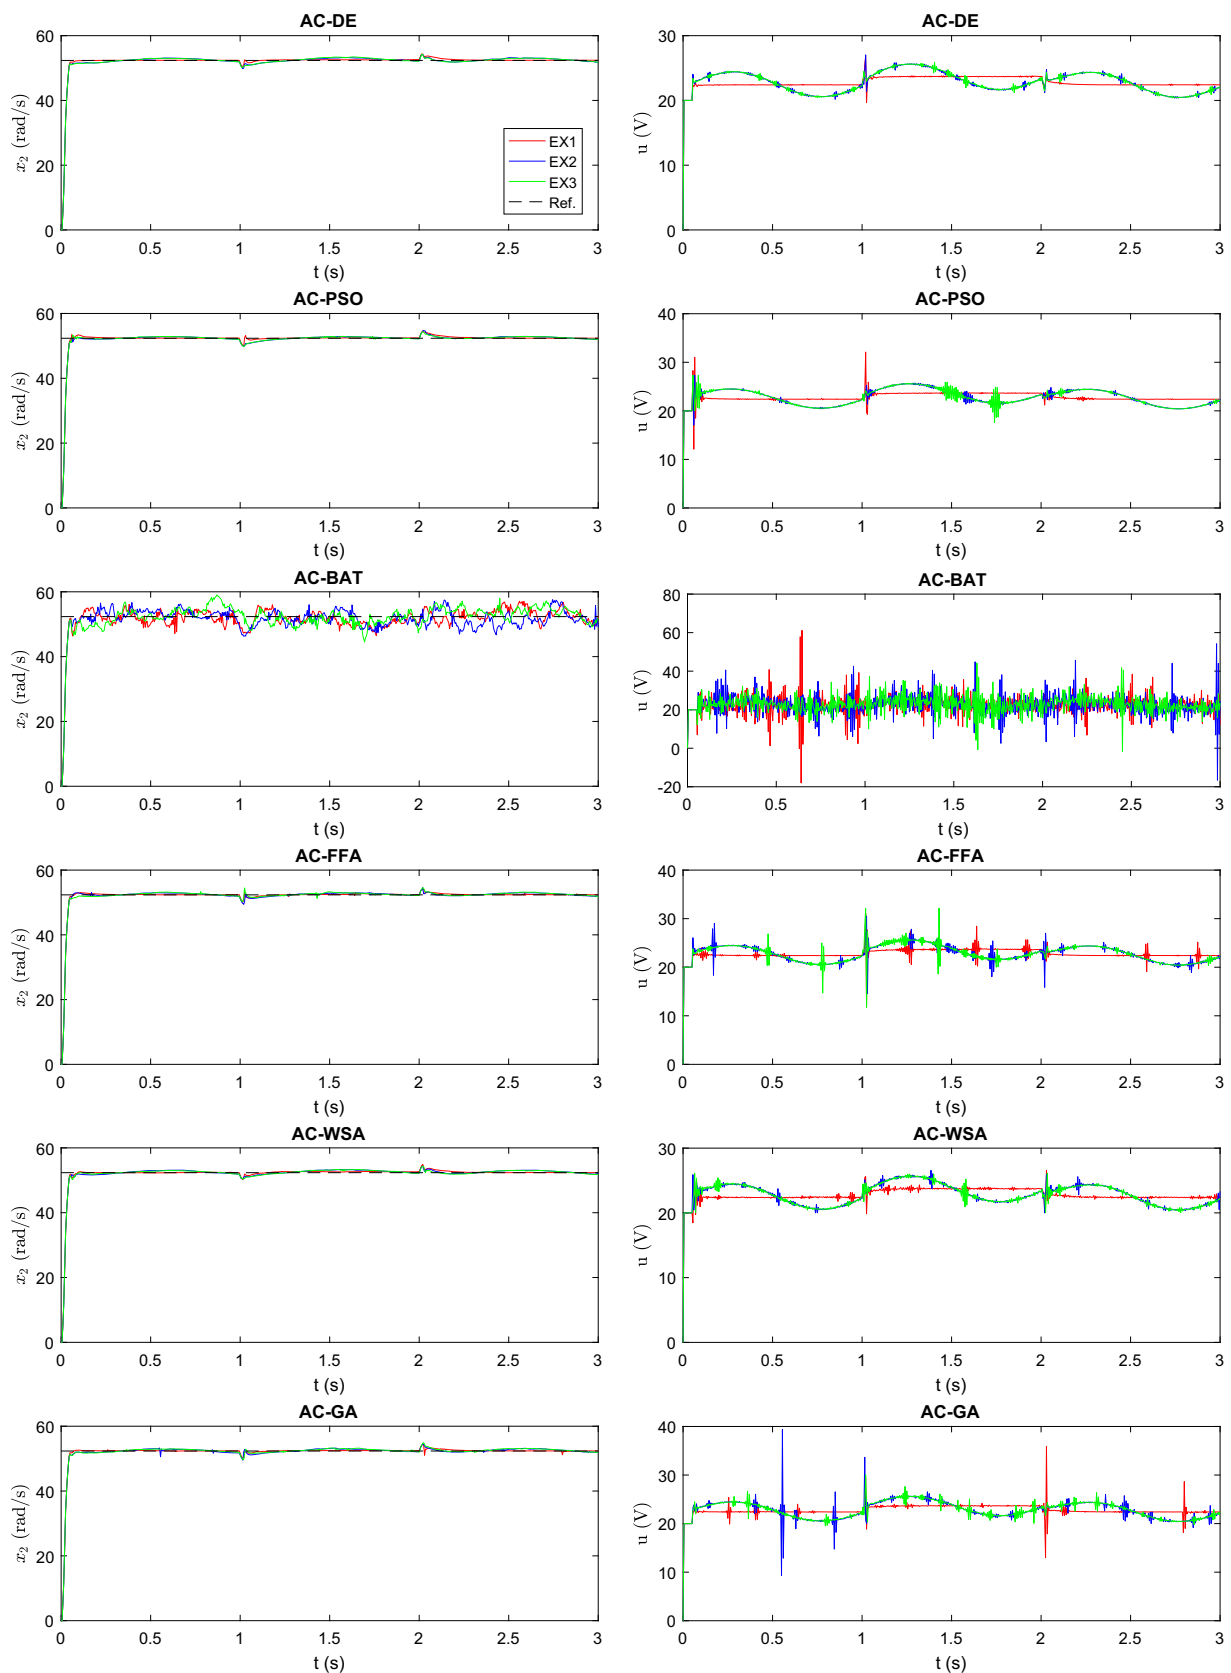 AC-DE
60
40
20
0
x₂ (rad/s)
EX1
EX2
EX3
Ref.
0 0.5 1 1.5 2 2.5 3
t (s)
AC-DE
30
20
10
0
u (V)
0 0.5 1 1.5 2 2.5 3
t (s)
AC-PSO
60
40
20
0
x₂ (rad/s)
0 0.5 1 1.5 2 2.5 3
t (s)
AC-PSO
40
30
20
10
0
u (V)
0 0.5 1 1.5 2 2.5 3
t (s)
AC-BAT
60
40
20
0
x₂ (rad/s)
0 0.5 1 1.5 2 2.5 3
t (s)
AC-BAT
80
60
40
20
0
-20
u (V)
0 0.5 1 1.5 2 2.5 3
t (s)
AC-FFA
60
40
20
0
x₂ (rad/s)
0 0.5 1 1.5 2 2.5 3
t (s)
AC-FFA
40
30
20
10
0
u (V)
0 0.5 1 1.5 2 2.5 3
t (s)
AC-WSA
60
40
20
0
x₂ (rad/s)
0 0.5 1 1.5 2 2.5 3
t (s)
AC-WSA
30
20
10
0
u (V)
0 0.5 1 1.5 2 2.5 3
t (s)
AC-GA
60
40
20
0
x₂ (rad/s)
0 0.5 1 1.5 2 2.5 3
t (s)
AC-GA
40
30
20
10
0
u (V)
0 0.5 1 1.5 2 2.5 3
t (s)